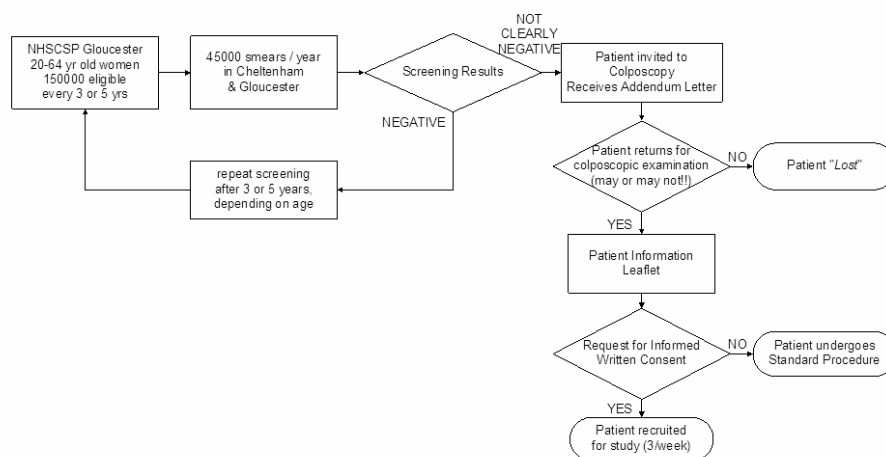 NHSCSP Gloucester
20-64 yr old women
150000 eligible
every 3 or 5 yrs
45000 smears / year
in Cheltenham
& Gloucester
Screening Results
NOT
CLEARLY
NEGATIVE
Patient invited to
Colposcopy
Receives Addendum Letter
NEGATIVE
repeat screening
after 3 or 5 years,
depending on age
Patient returns for
colposcopic examination
(may or may not!!)
NO
Patient "Lost"
YES
Patient Information
Leaflet
Request for Informed
Written Consent
NO
Patient undergoes
Standard Procedure
YES
Patient recruited
for study (3/week)